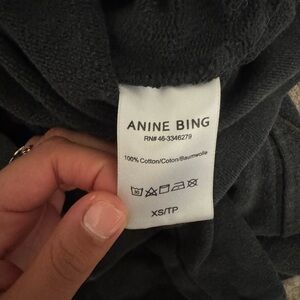 ANINE BING
RN# 46-3346279
100% Cotton/Coton/Baumwolle
XS/TP